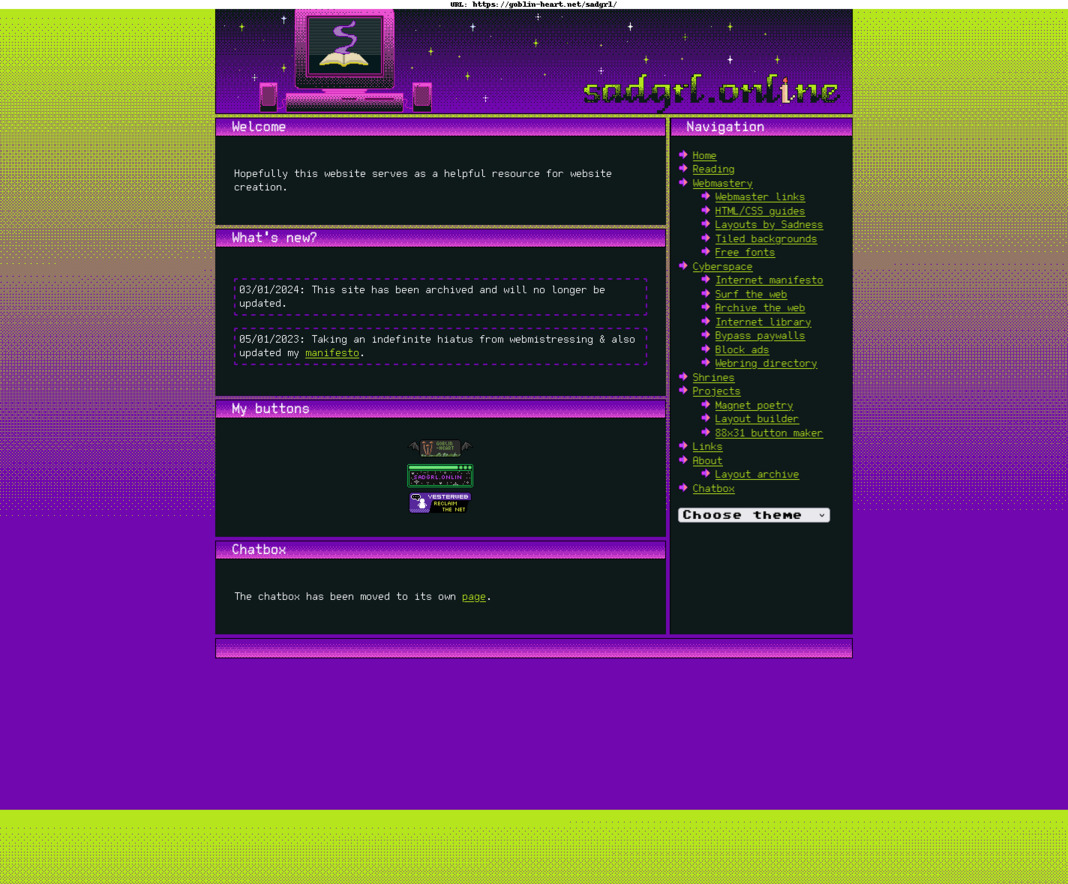 URL: https://goblin-heart.net/sadgrl/
sadgrl.online
Welcome
Hopefully this website serves as a helpful resource for website
creation.
What's new?
03/01/2024: This site has been archived and will no longer be
updated.
05/01/2023: Taking an indefinite hiatus from webmistressing & also
updated my manifesto.
My buttons
GOBLIN
-HEART
SADGRL.ONLIN
YESTERWEB
RECLAIM
THE NET
Chatbox
The chatbox has been moved to its own page.
Navigation
Home
Reading
Webmastery
Webmaster links
HTML/CSS guides
Layouts by Sadness
Tiled backgrounds
Free fonts
Cyberspace
Internet manifesto
Surf the web
Archive the web
Internet library
Bypass paywalls
Block ads
Webring directory
Shrines
Projects
Magnet poetry
Layout builder
88x31 button maker
Links
About
Layout archive
Chatbox
Choose theme